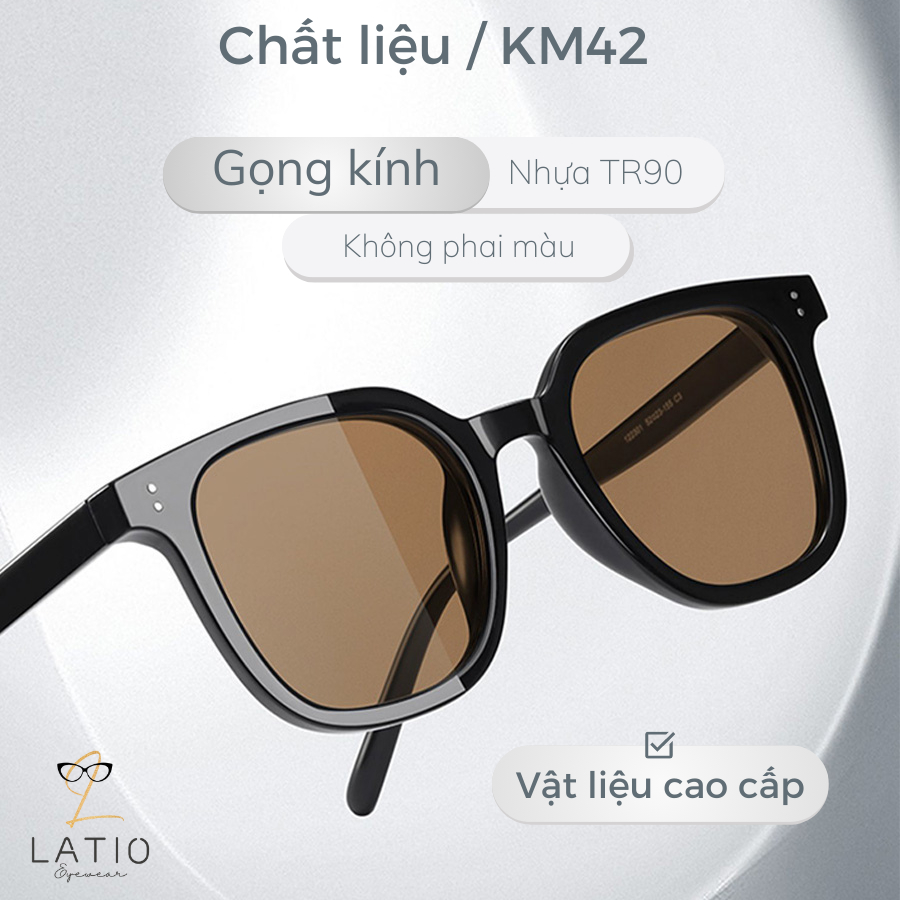 Chất liệu / KM42
Gọng kính
Nhựa TR90
Không phai màu
Vật liệu cao cấp
LATIO
Eyewear